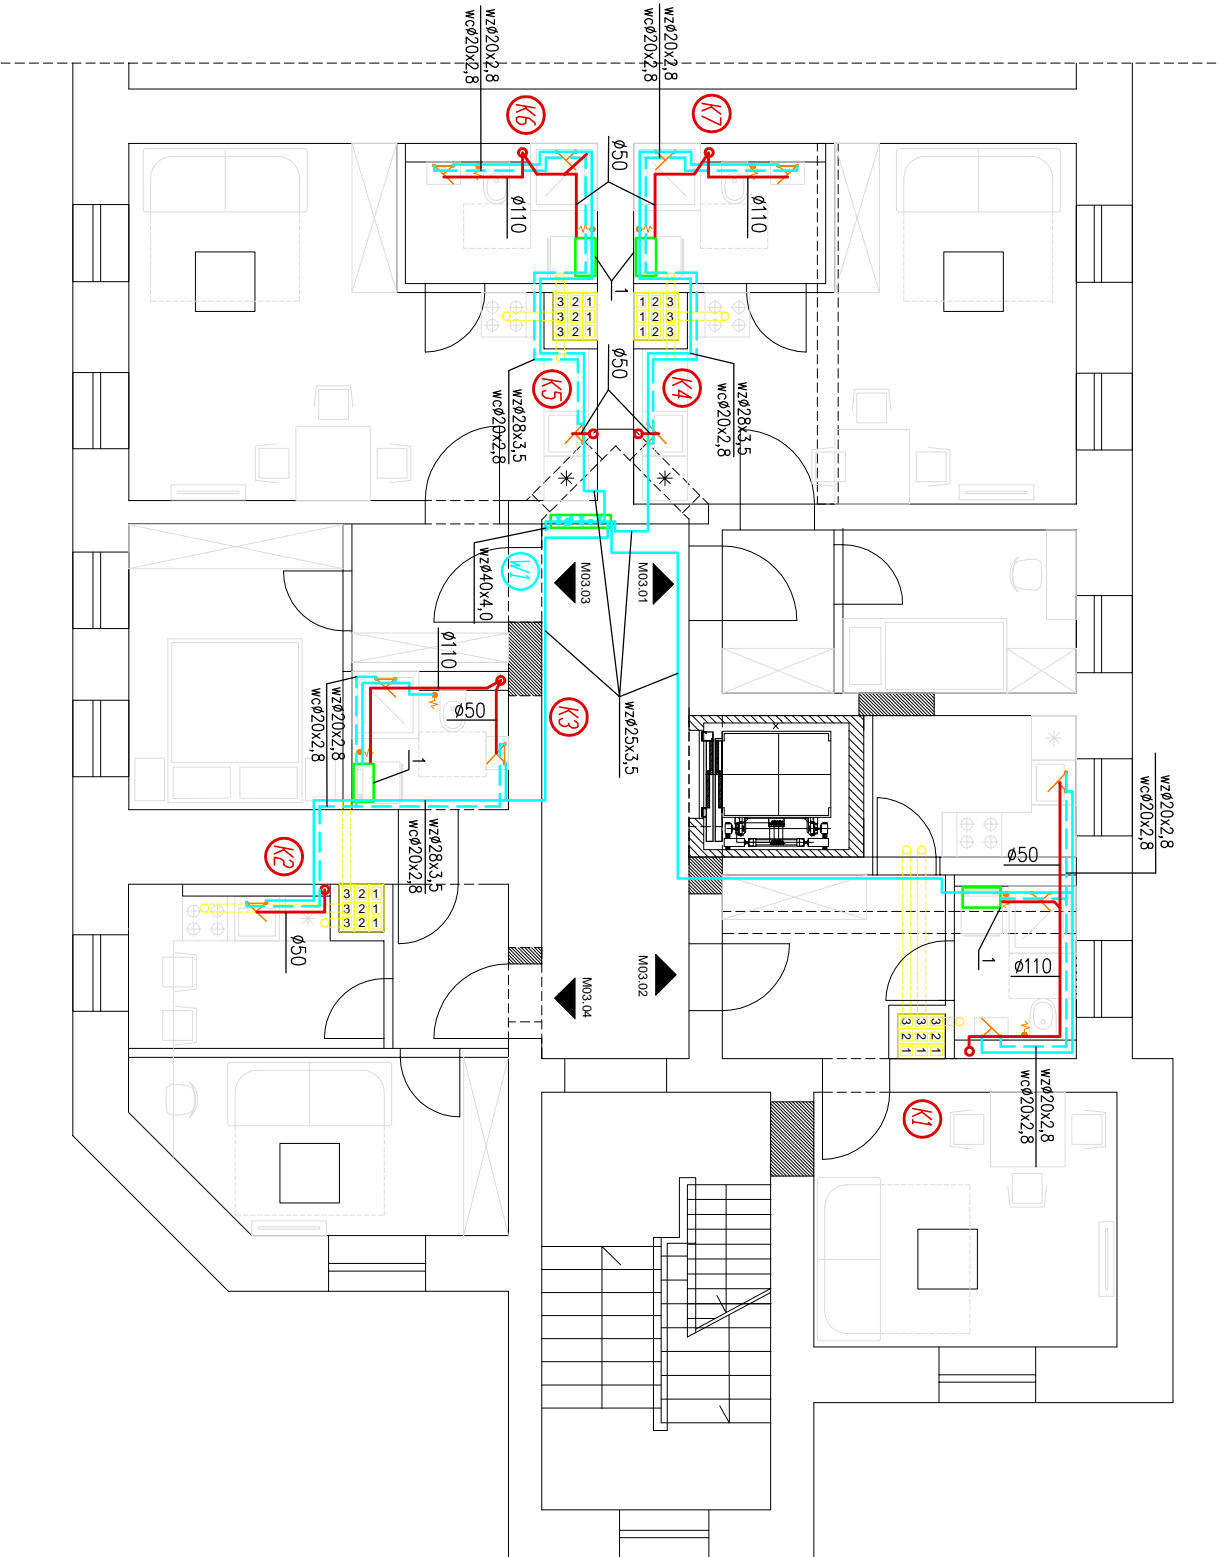 wzø20x2,8
wcø20x2,8
wzø20x2,8
wcø20x2,8
K6
K7
ø50
ø110
ø110
1
3 2 1
3 2 1
3 2 1
1 2 3
1 2 3
1 2 3
ø50
K5
K4
wzø28x3,5
wcø20x2,8
wzø28x3,5
wcø20x2,8
W1
wzø40x4,0
M03.03
M03.01
ø110
K3
ø50
wzø25x3,5
wzø20x2,8
wcø20x2,8
1
wzø20x2,8
wcø20x2,8
K2
wzø28x3,5
wcø20x2,8
ø50
3 2 1
3 2 1
3 2 1
ø50
1
ø110
M03.02
M03.04
3 3 3
2 2 2
1 1 1
wzø20x2,8
wcø20x2,8
K1